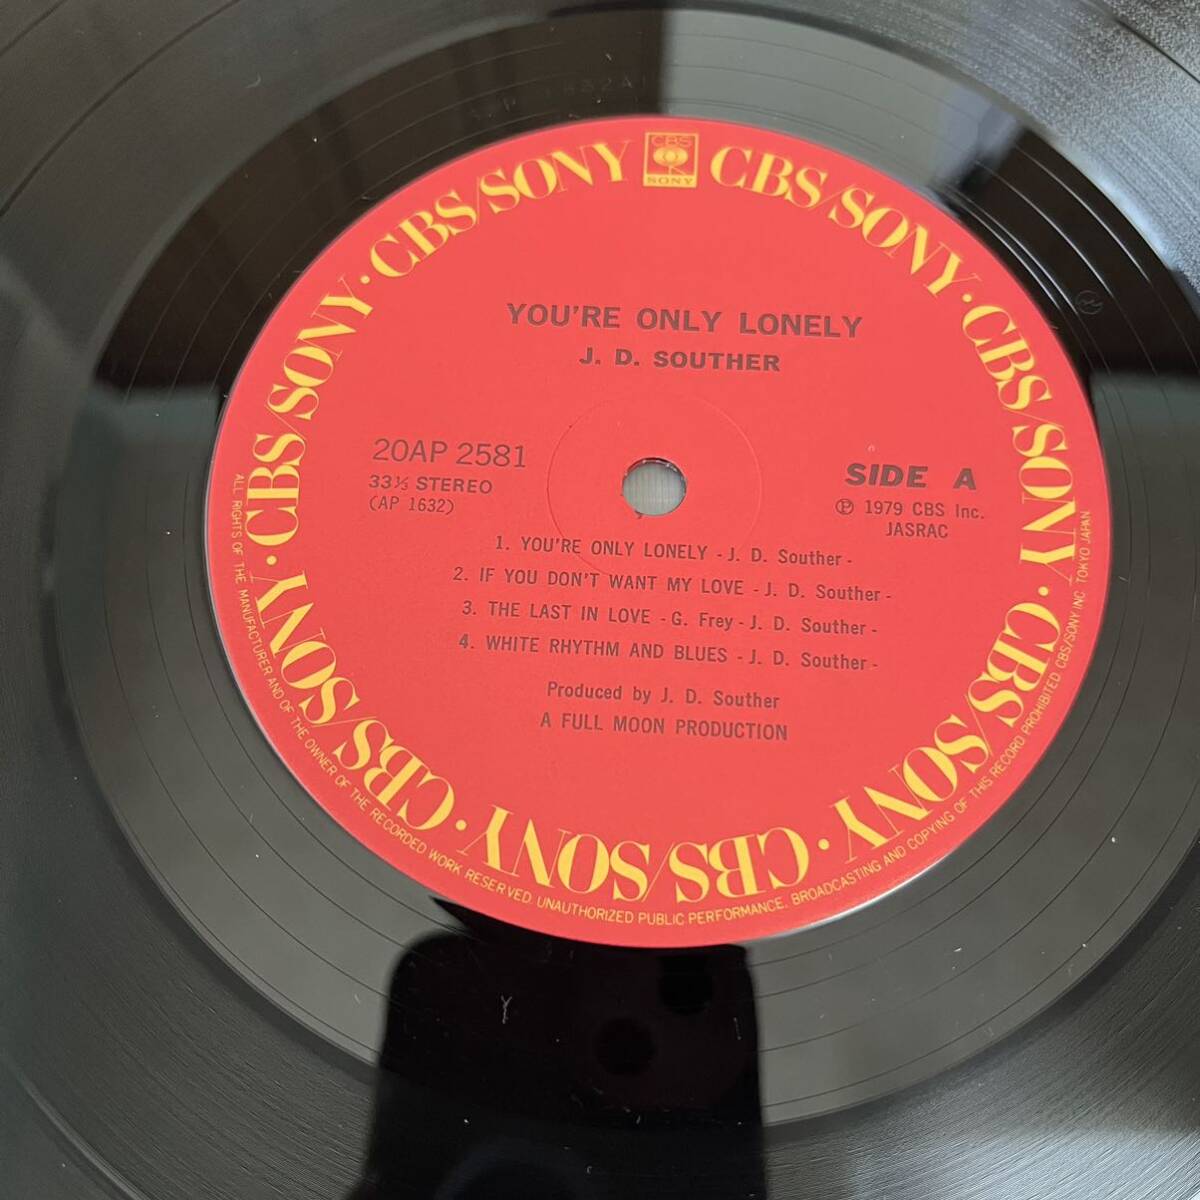 CBS/SONY · CBS/SONY · CBS/SONY · CBS/SONY · CBS/SONY · CBS/SONY · CBS/SONY · CBS/SONY
CBS
SONY
YOU'RE ONLY LONELY
J. D. SOUTHER
20AP 2581
33⅓ STEREO
(AP 1632)
SIDE A
Ⓟ 1979 CBS Inc.
JASRAC
1. YOU'RE ONLY LONELY - J. D. Souther -
2. IF YOU DON'T WANT MY LOVE - J. D. Souther -
3. THE LAST IN LOVE - G. Frey - J. D. Souther -
4. WHITE RHYTHM AND BLUES - J. D. Souther -
Produced by J. D. Souther
A FULL MOON PRODUCTION
ALL RIGHTS OF THE MANUFACTURER AND OF THE OWNER OF THE RECORDED WORK RESERVED. UNAUTHORIZED PUBLIC PERFORMANCE, BROADCASTING AND COPYING OF THIS RECORD PROHIBITED CBS/SONY INC TOKYO JAPAN